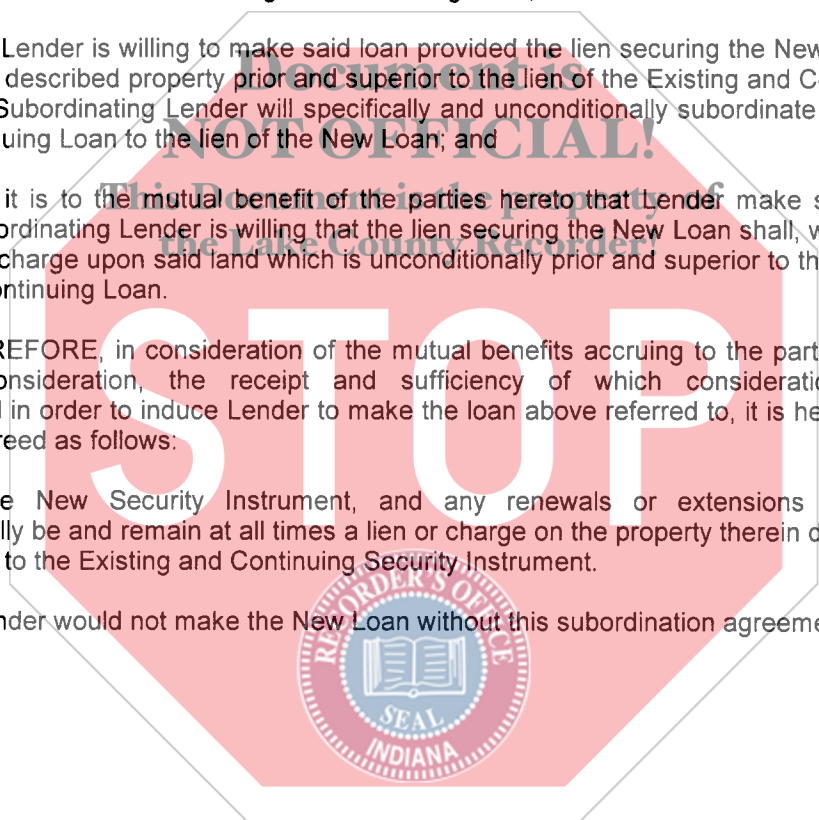 Lender is willing to make said loan provided the lien securing the New
described property prior and superior to the lien of the Existing and C
Subordinating Lender will specifically and unconditionally subordinate
uing Loan to the lien of the New Loan; and
it is to the mutual benefit of the parties hereto that Lender make s
ordinating Lender is willing that the lien securing the New Loan shall, w
charge upon said land which is unconditionally prior and superior to th
ontinuing Loan.
REFORE, in consideration of the mutual benefits accruing to the part
onsideration, the receipt and sufficiency of which consideratio
in order to induce Lender to make the loan above referred to, it is he
reed as follows:
e New Security Instrument, and any renewals or extensions
lly be and remain at all times a lien or charge on the property therein d
to the Existing and Continuing Security Instrument.
nder would not make the New Loan without this subordination agreeme
Document is
NOT OFFICIAL!
This Document is the property of
the Lake County Recorder!
STOP
RECORDER'S OFFICE
SEAL
INDIANA